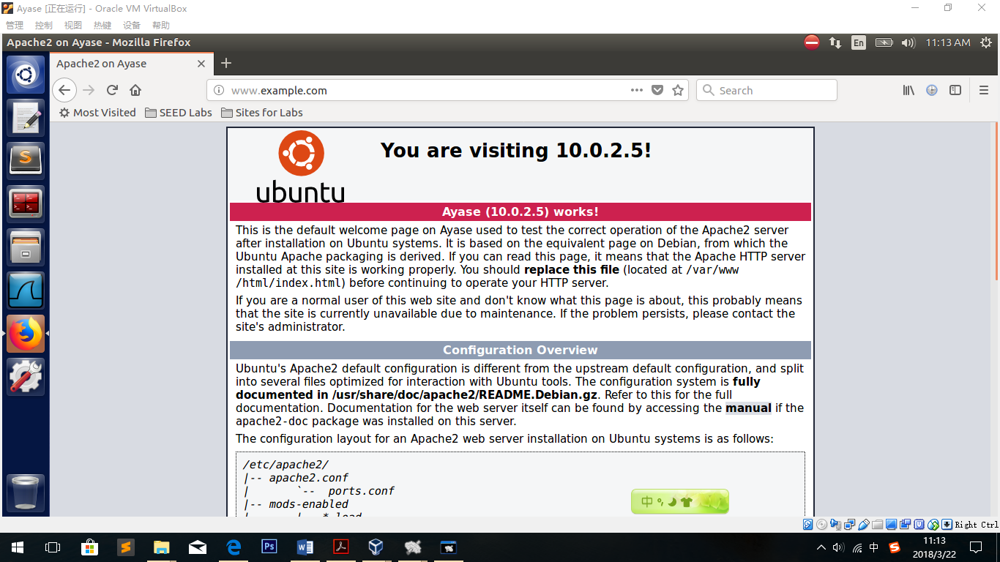 Ayase [正在运行] - Oracle VM VirtualBox
管理 控制 视图 热键 设备 帮助
Apache2 on Ayase - Mozilla Firefox
En
11:13 AM
Apache2 on Ayase
www.example.com
Search
Most Visited SEED Labs Sites for Labs
ubuntu
You are visiting 10.0.2.5!
Ayase (10.0.2.5) works!
This is the default welcome page on Ayase used to test the correct operation of the Apache2 server
after installation on Ubuntu systems. It is based on the equivalent page on Debian, from which the
Ubuntu Apache packaging is derived. If you can read this page, it means that the Apache HTTP server
installed at this site is working properly. You should replace this file (located at /var/www
/html/index.html) before continuing to operate your HTTP server.
If you are a normal user of this web site and don't know what this page is about, this probably means
that the site is currently unavailable due to maintenance. If the problem persists, please contact the
site's administrator.
Configuration Overview
Ubuntu's Apache2 default configuration is different from the upstream default configuration, and split
into several files optimized for interaction with Ubuntu tools. The configuration system is fully
documented in /usr/share/doc/apache2/README.Debian.gz. Refer to this for the full
documentation. Documentation for the web server itself can be found by accessing the manual if the
apache2-doc package was installed on this server.
The configuration layout for an Apache2 web server installation on Ubuntu systems is as follows:
/etc/apache2/
|-- apache2.conf
|       `--  ports.conf
|-- mods-enabled
中
Right Ctrl
Ps
中
11:13
2018/3/22